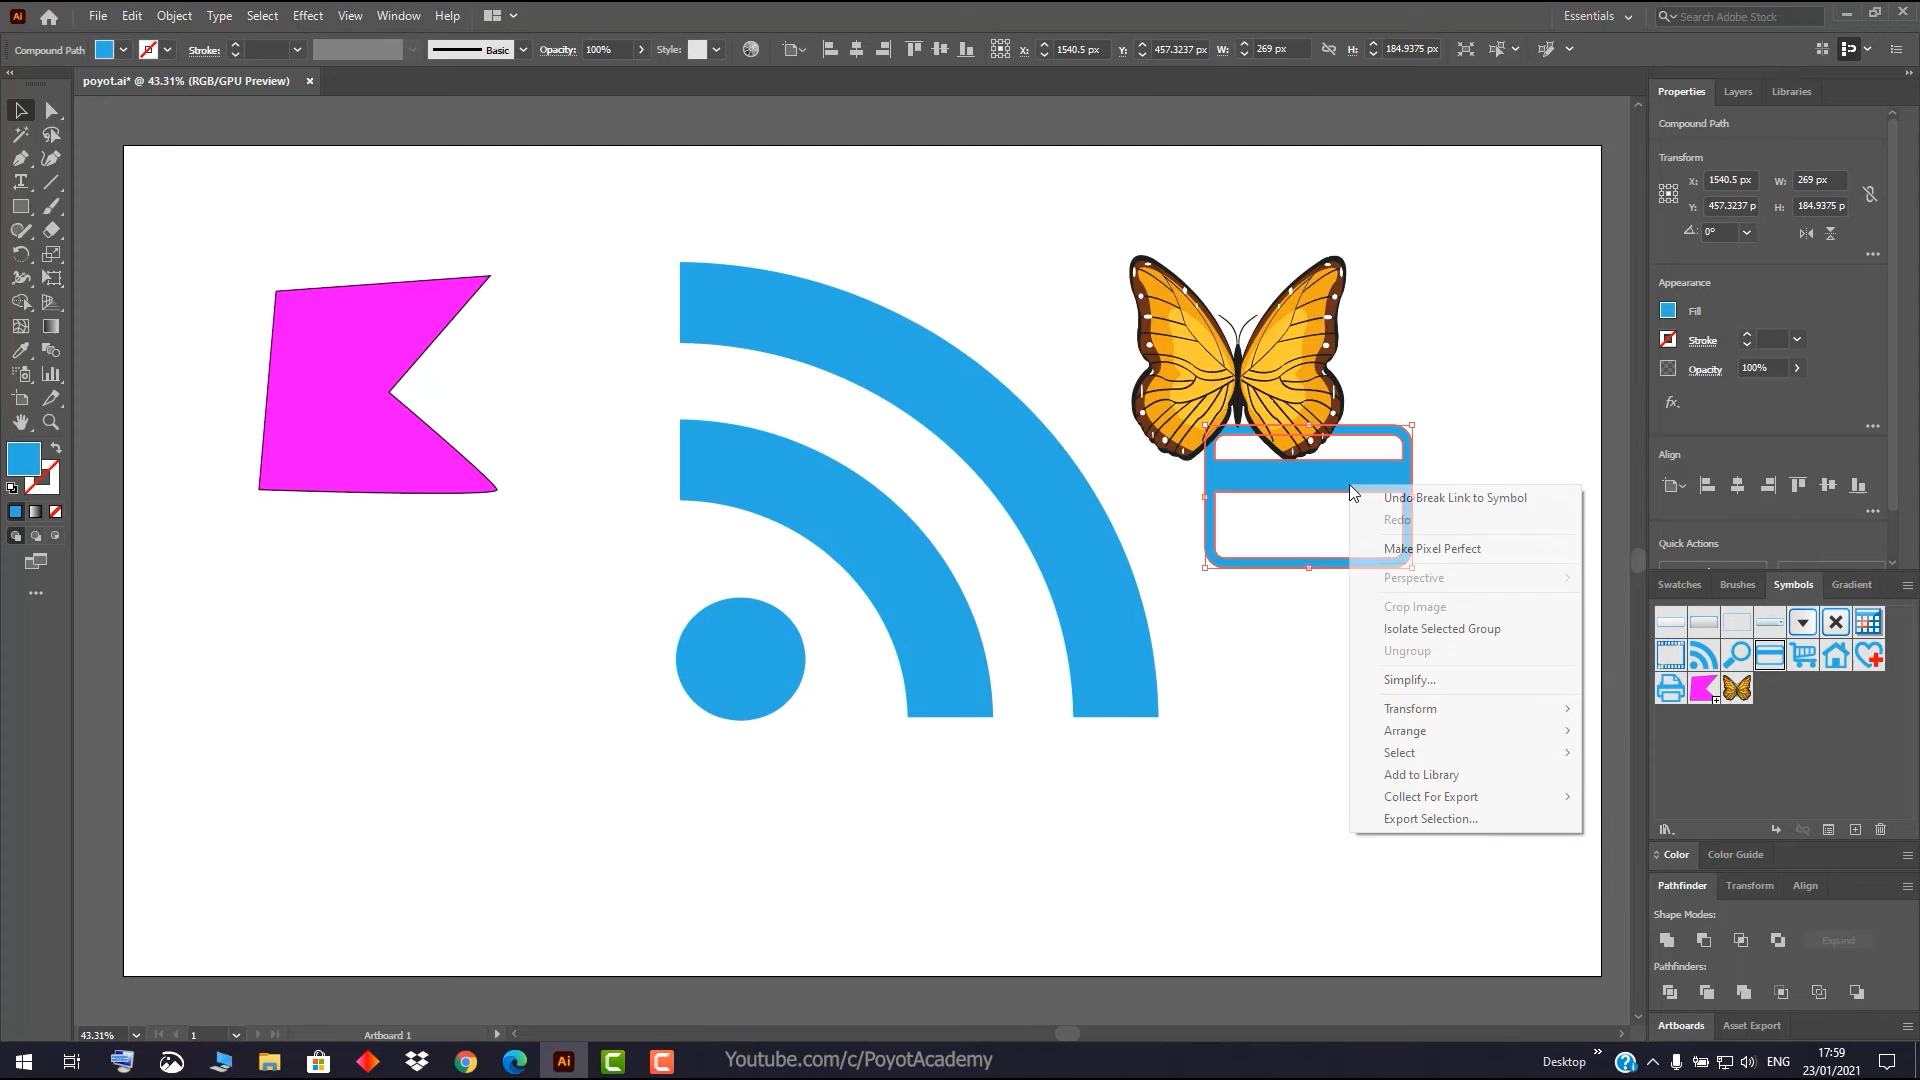 Ai File Edit Object Type Select Effect View Window Help Essentials Search Adobe Stock
Compound Path Stroke: Basic Opacity: 100% Style: X: 1540.5 px Y: 457.3237 px W: 269 px H: 184.9375 px
poyot.ai* @ 43.31% (RGB/GPU Preview) ×
Properties Layers Libraries
Compound Path
Transform
X: 1540.5 px W: 269 px
Y: 457.3237 p H: 184.9375 p
0°
Appearance
Fill
Stroke
Opacity 100%
fx.
Align
Quick Actions
Undo Break Link to Symbol
Redo
Make Pixel Perfect
Perspective
Crop Image
Isolate Selected Group
Ungroup
Simplify...
Transform
Arrange
Select
Add to Library
Collect For Export
Export Selection...
Swatches Brushes Symbols Gradient
Color Color Guide
Pathfinder Transform Align
Shape Modes:
Expand
Pathfinders:
Artboards Asset Export
43.31% 1 Artboard 1
Ai Youtube.com/c/PoyotAcademy Desktop ENG 17:59
23/01/2021